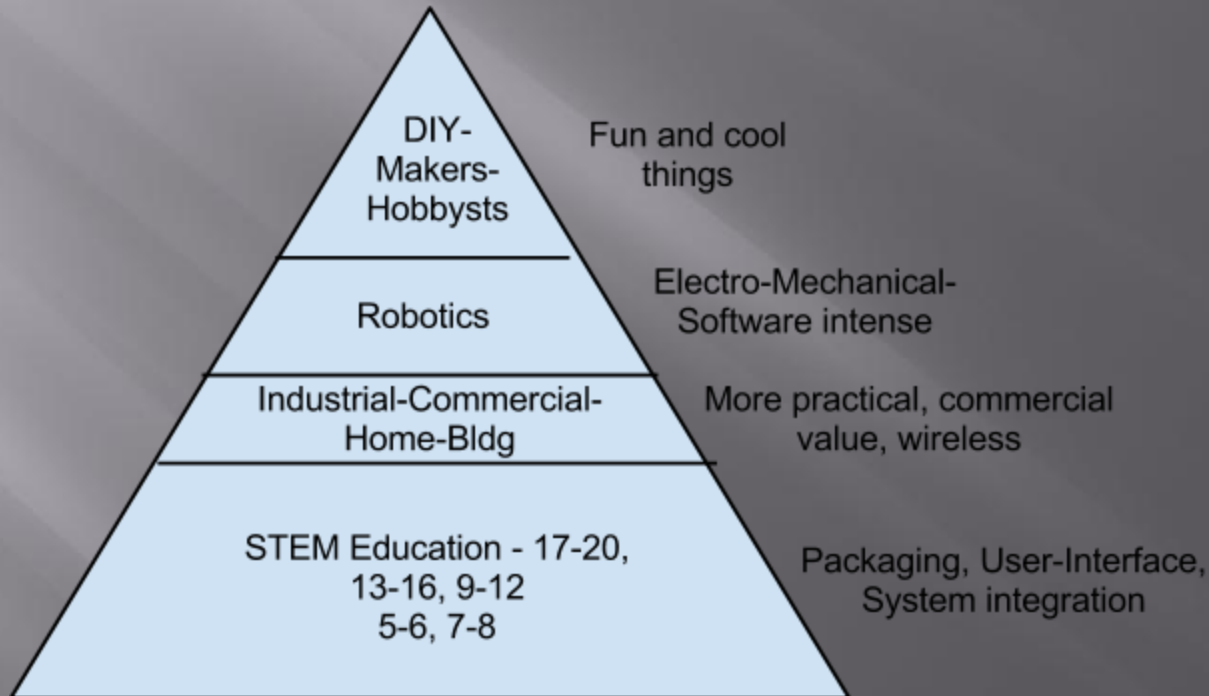 DIY-
Makers-
Hobbysts
Fun and cool
things
Robotics
Electro-Mechanical-
Software intense
Industrial-Commercial-
Home-Bldg
More practical, commercial
value, wireless
STEM Education - 17-20,
13-16, 9-12
5-6, 7-8
Packaging, User-Interface,
System integration